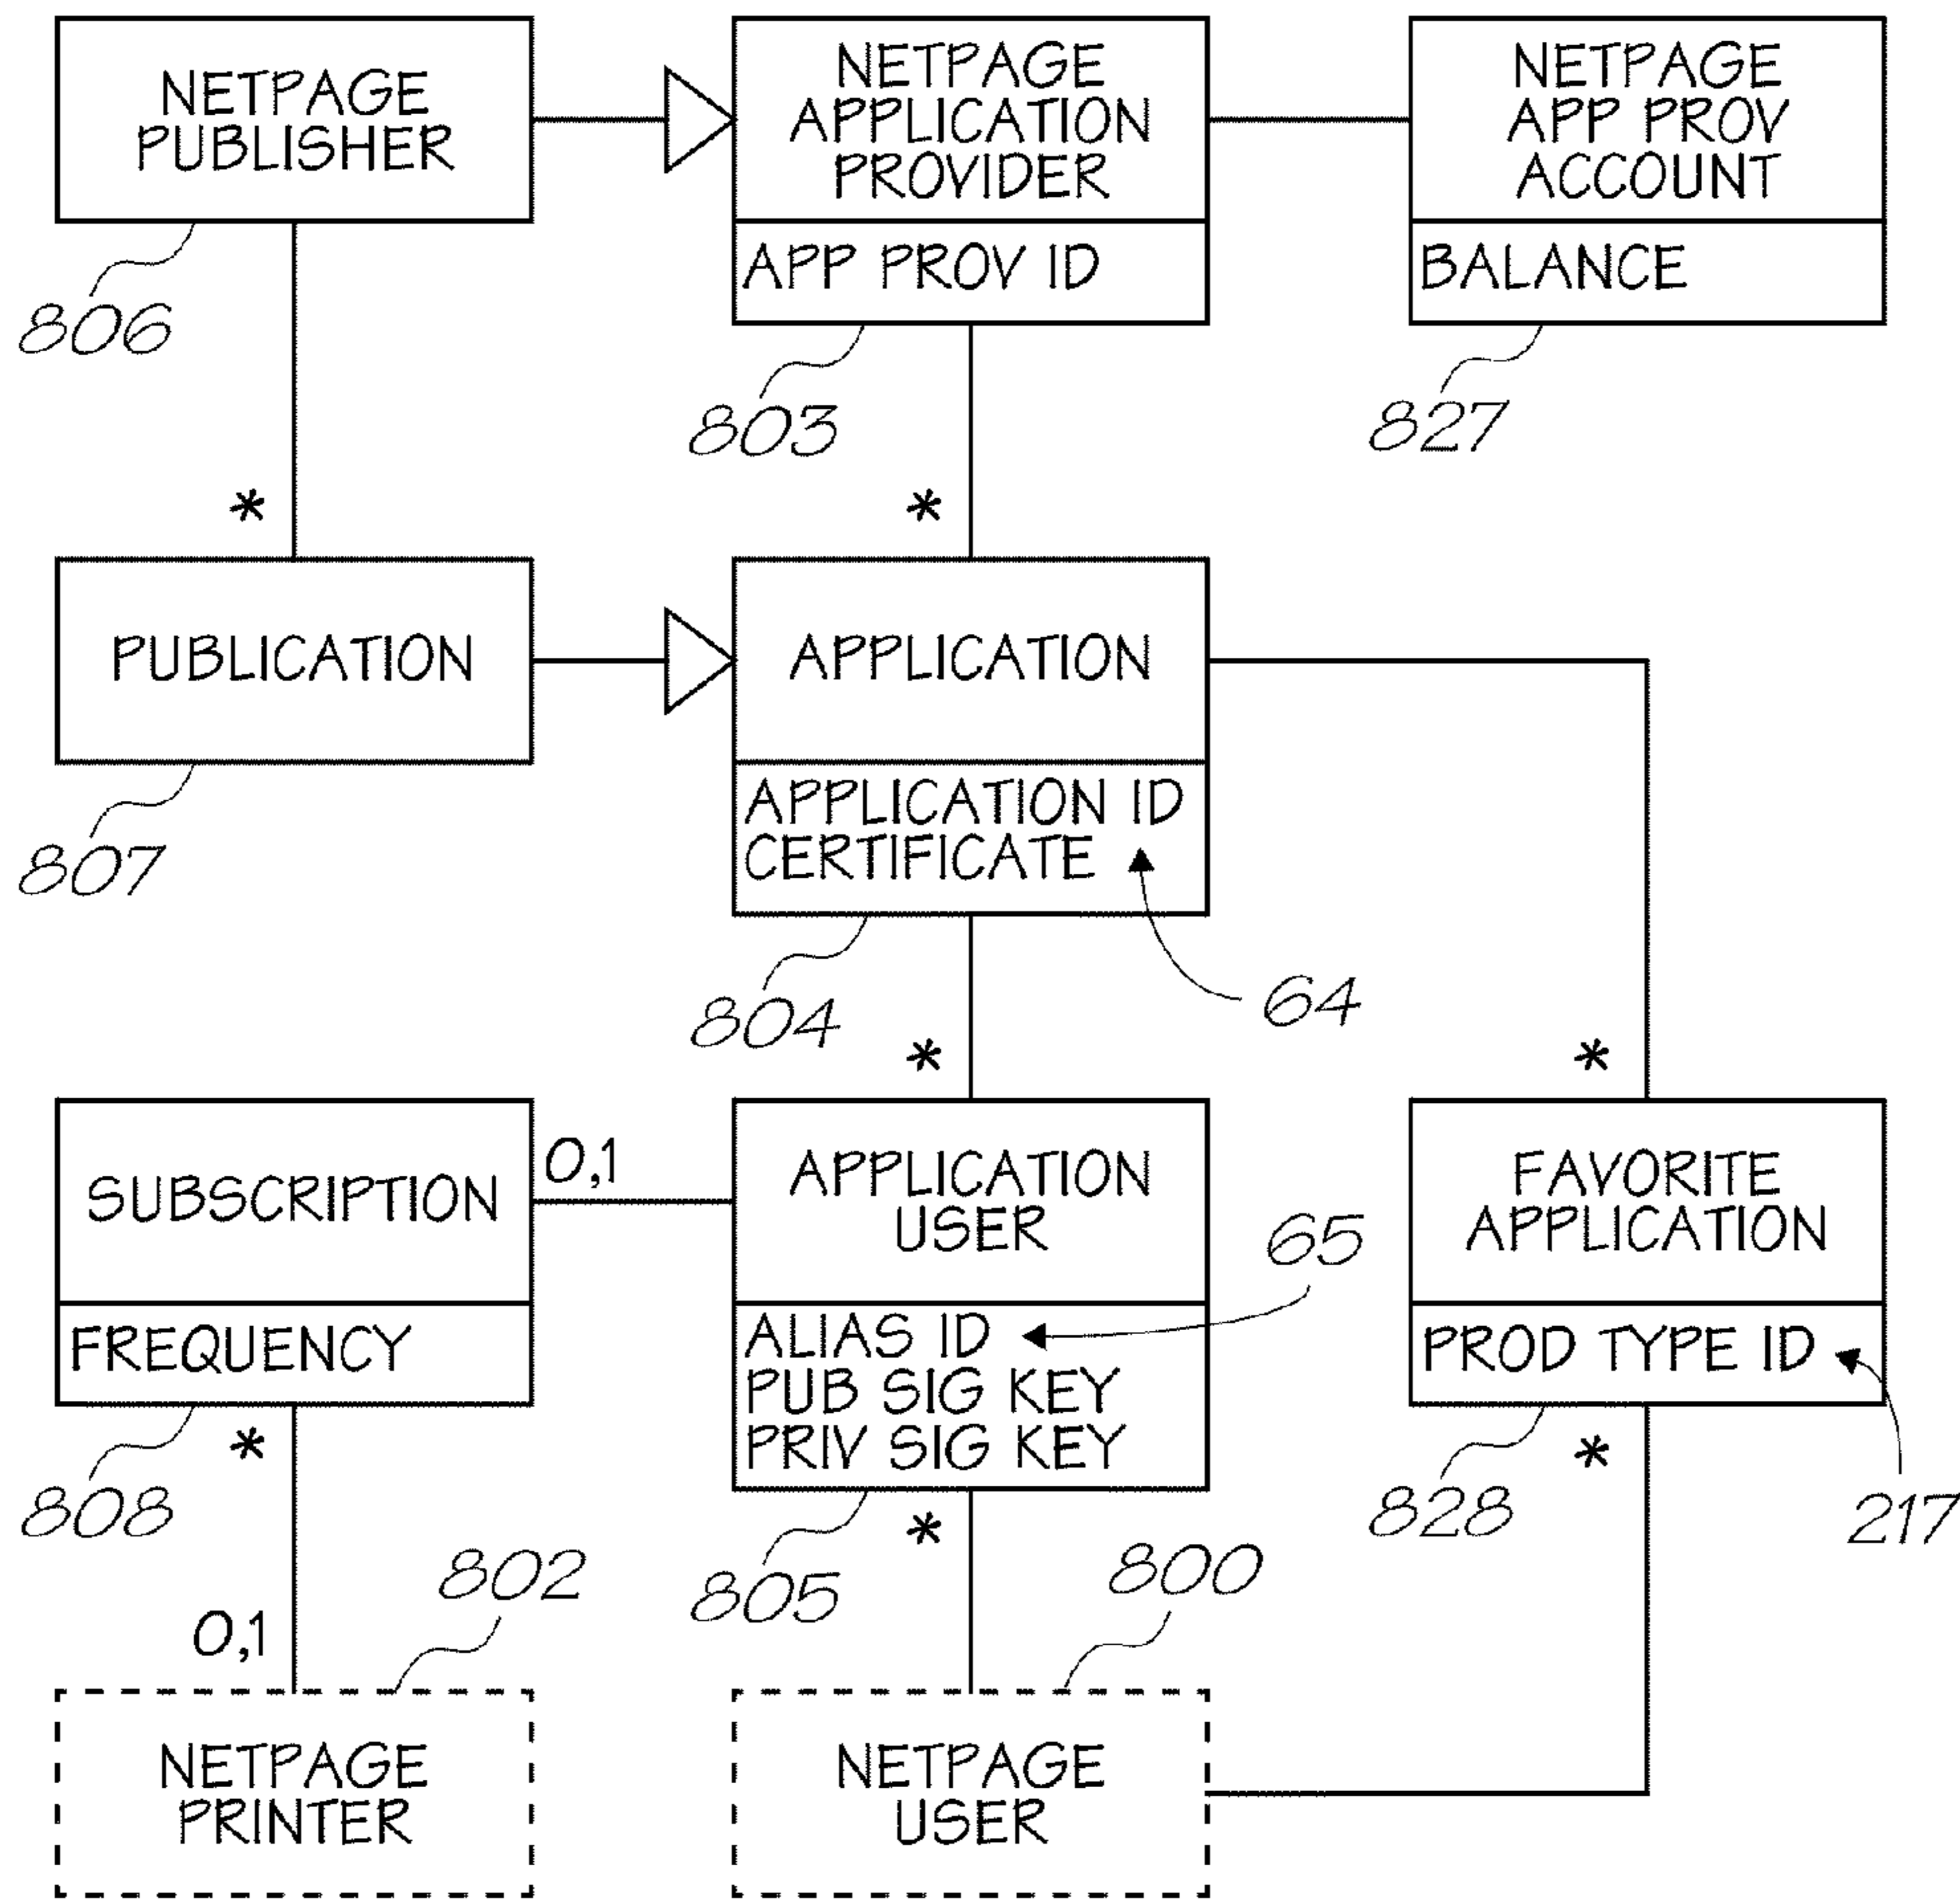 NETPAGE
PUBLISHER
NETPAGE
APPLICATION
PROVIDER
APP PROV ID
NETPAGE
APP PROV
ACCOUNT
BALANCE
806
803
827
*
*
PUBLICATION
APPLICATION
APPLICATION ID
CERTIFICATE
807
804
64
*
*
SUBSCRIPTION
FREQUENCY
0,1
APPLICATION
USER
ALIAS ID
PUB SIG KEY
PRIV SIG KEY
65
FAVORITE
APPLICATION
PROD TYPE ID
808
*
805
*
828
*
217
802
800
0,1
NETPAGE
PRINTER
NETPAGE
USER